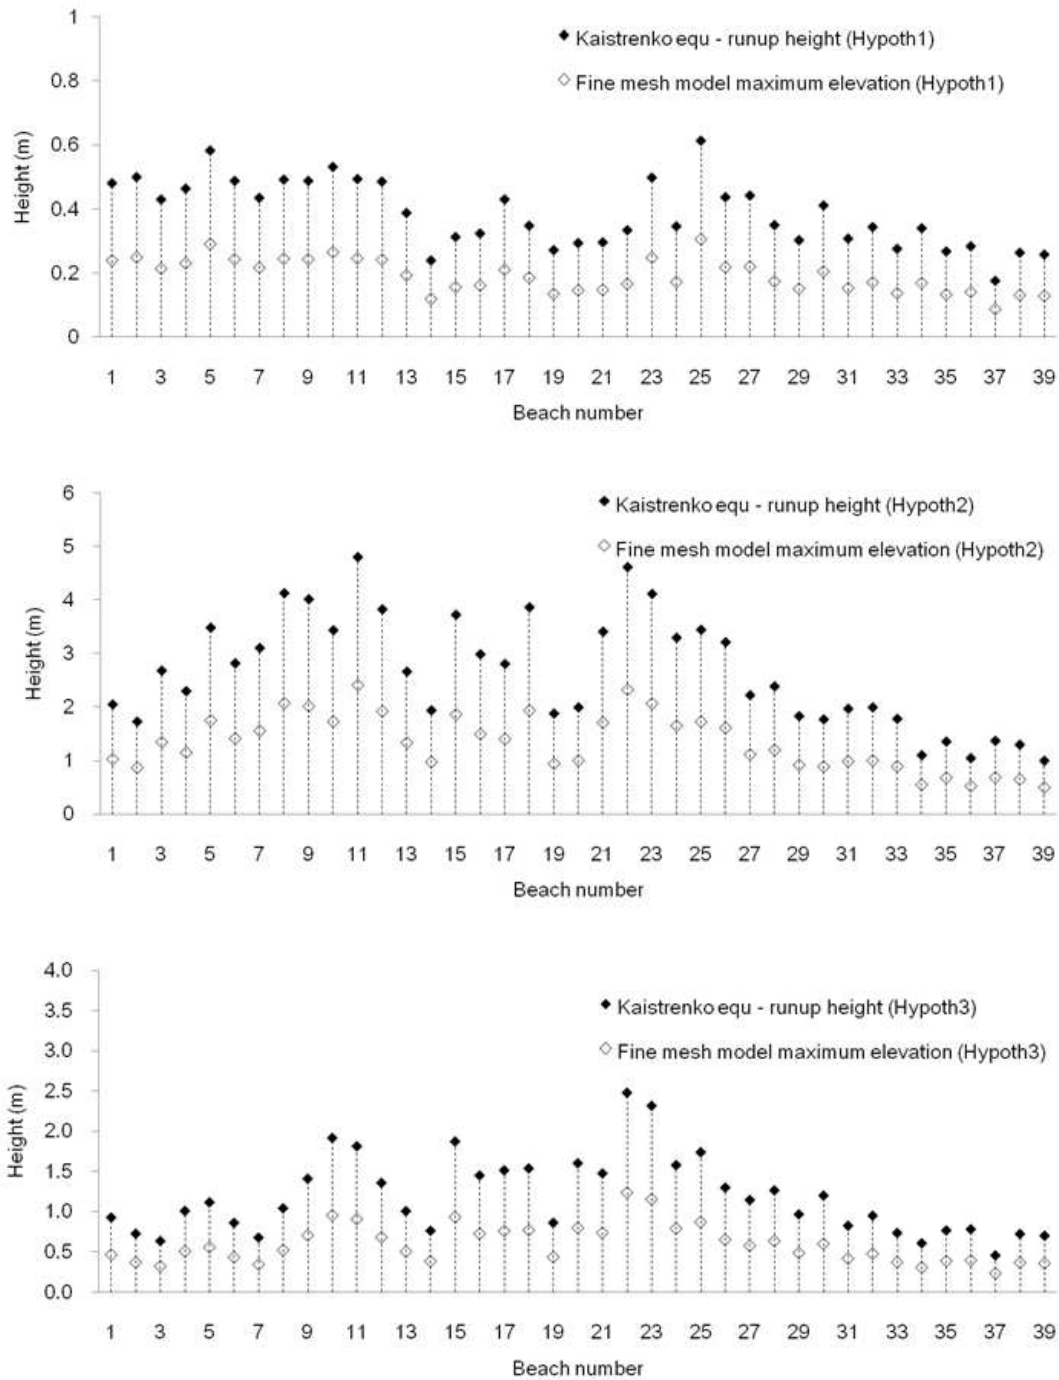 1
Kaistrenko equ - runup height (Hypoth1)
0.8
Fine mesh model maximum elevation (Hypoth1)
0.6
Height (m)
0.4
0.2
0
1 3 5 7 9 11 13 15 17 19 21 23 25 27 29 31 33 35 37 39
Beach number
6
Kaistrenko equ - runup height (Hypoth2)
5
Fine mesh model maximum elevation (Hypoth2)
4
Height (m)
3
2
1
0
1 3 5 7 9 11 13 15 17 19 21 23 25 27 29 31 33 35 37 39
Beach number
4.0
3.5
Kaistrenko equ - runup height (Hypoth3)
3.0
Fine mesh model maximum elevation (Hypoth3)
2.5
Height (m)
2.0
1.5
1.0
0.5
0.0
1 3 5 7 9 11 13 15 17 19 21 23 25 27 29 31 33 35 37 39
Beach number